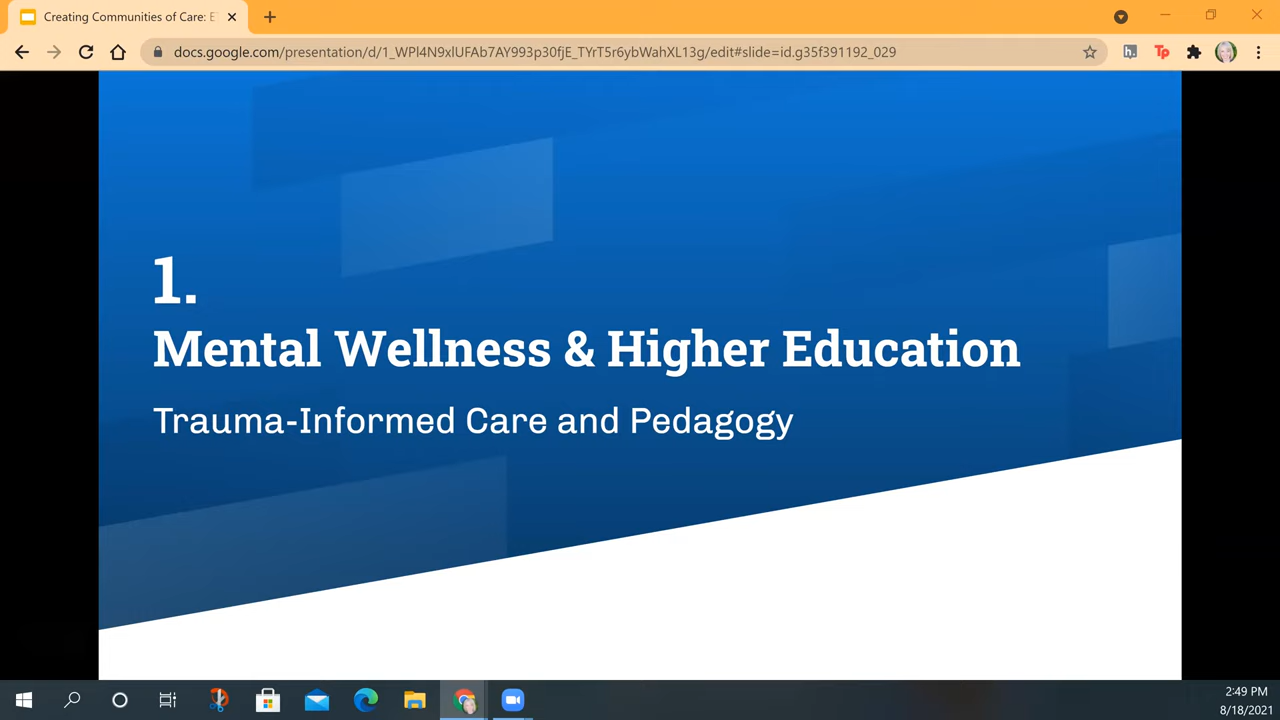 Creating Communities of Care: E
docs.google.com/presentation/d/1_WPl4N9xlUFAb7AY993p30fjE_TYrT5r6ybWahXL13g/edit#slide=id.g35f391192_029
h.
Tp
1.
Mental Wellness & Higher Education
Trauma-Informed Care and Pedagogy
2:49 PM
8/18/2021